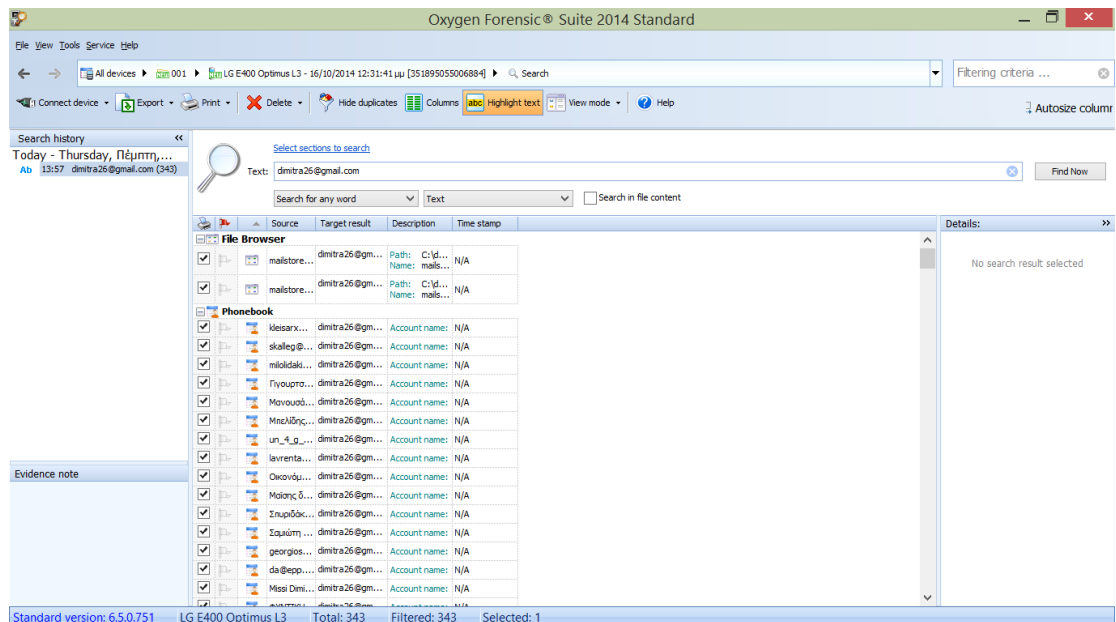 Oxygen Forensic® Suite 2014 Standard
File View Tools Service Help
All devices 001 LG E400 Optimus L3 - 16/10/2014 12:31:41 μμ [351895055006884] Search
Filtering criteria ...
Connect device Export Print Delete Hide duplicates Columns abc Highlight text View mode Help
Autosize column
Search history
Today - Thursday, Πέμπτη,...
Ab 13:57 dimitra26@gmail.com (343)
Select sections to search
Text: dimitra26@gmail.com
Find Now
Search for any word Text Search in file content
Source Target result Description Time stamp
Details:
No search result selected
File Browser
mailstore... dimitra26@gm... Path: C:\d... N/A
Name: mails...
mailstore... dimitra26@gm... Path: C:\d... N/A
Name: mails...
Phonebook
kleisarx... dimitra26@gm... Account name: N/A
skalleg@... dimitra26@gm... Account name: N/A
milolidaki... dimitra26@gm... Account name: N/A
Γιγουρτσ... dimitra26@gm... Account name: N/A
Μανουσά... dimitra26@gm... Account name: N/A
Μπελίδης... dimitra26@gm... Account name: N/A
un_4_g_... dimitra26@gm... Account name: N/A
lavrenta... dimitra26@gm... Account name: N/A
Οικονόμ... dimitra26@gm... Account name: N/A
Μαΐσης δ... dimitra26@gm... Account name: N/A
Σπυριδάκ... dimitra26@gm... Account name: N/A
Σαμιώτη ... dimitra26@gm... Account name: N/A
georgios... dimitra26@gm... Account name: N/A
da@epp.... dimitra26@gm... Account name: N/A
Missi Dimi... dimitra26@gm... Account name: N/A
Evidence note
Standard version: 6.5.0.751 LG E400 Optimus L3 Total: 343 Filtered: 343 Selected: 1